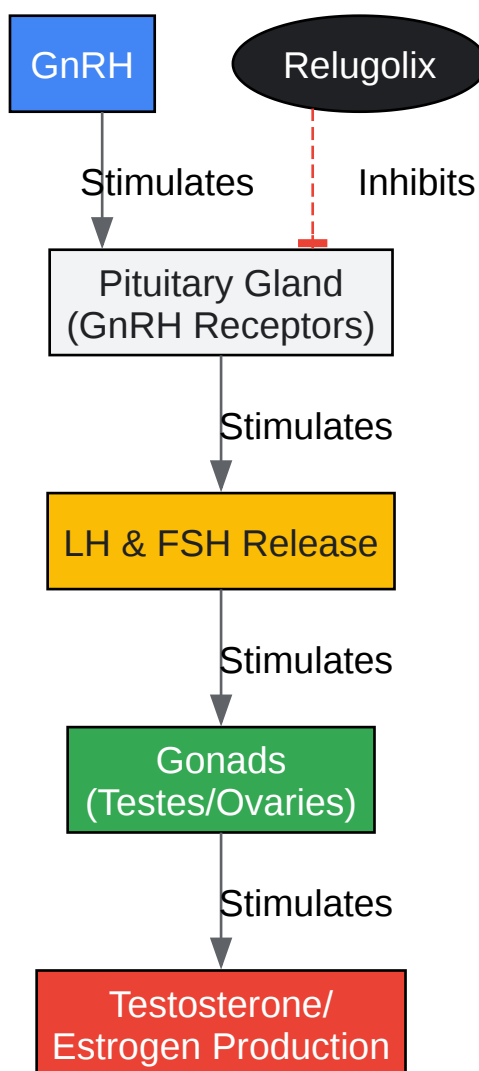 GnRH
Relugolix
Stimulates
Inhibits
Pituitary Gland
(GnRH Receptors)
Stimulates
LH & FSH Release
Stimulates
Gonads
(Testes/Ovaries)
Stimulates
Testosterone/
Estrogen Production